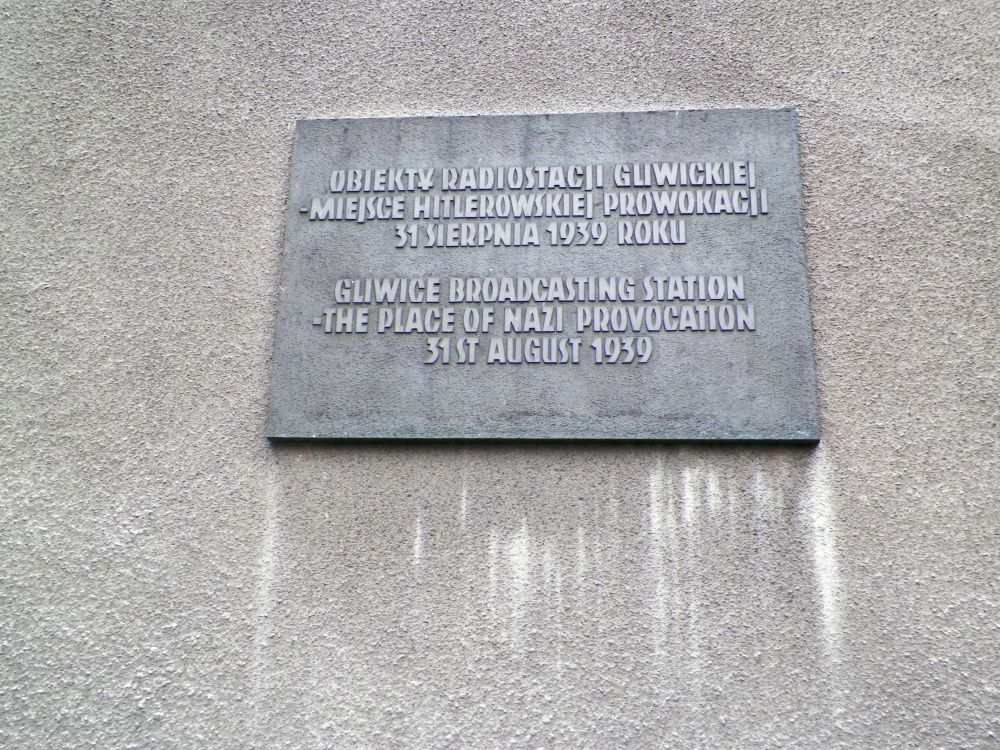 OBIEKTY RADIOSTACJI GLIWICKIEJ
-MIEJSCE HITLEROWSKIEJ PROWOKACJI
31 SIERPNIA 1939 ROKU
GLIWICE BROADCASTING STATION
-THE PLACE OF NAZI PROVOCATION
31 ST AUGUST 1939